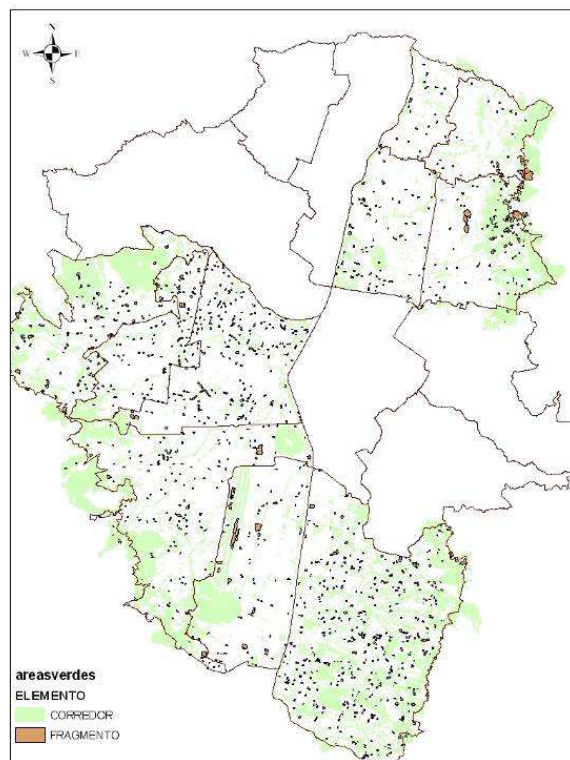 N
W E
S
areasverdes
ELEMENTO
CORREDOR
FRAGMENTO